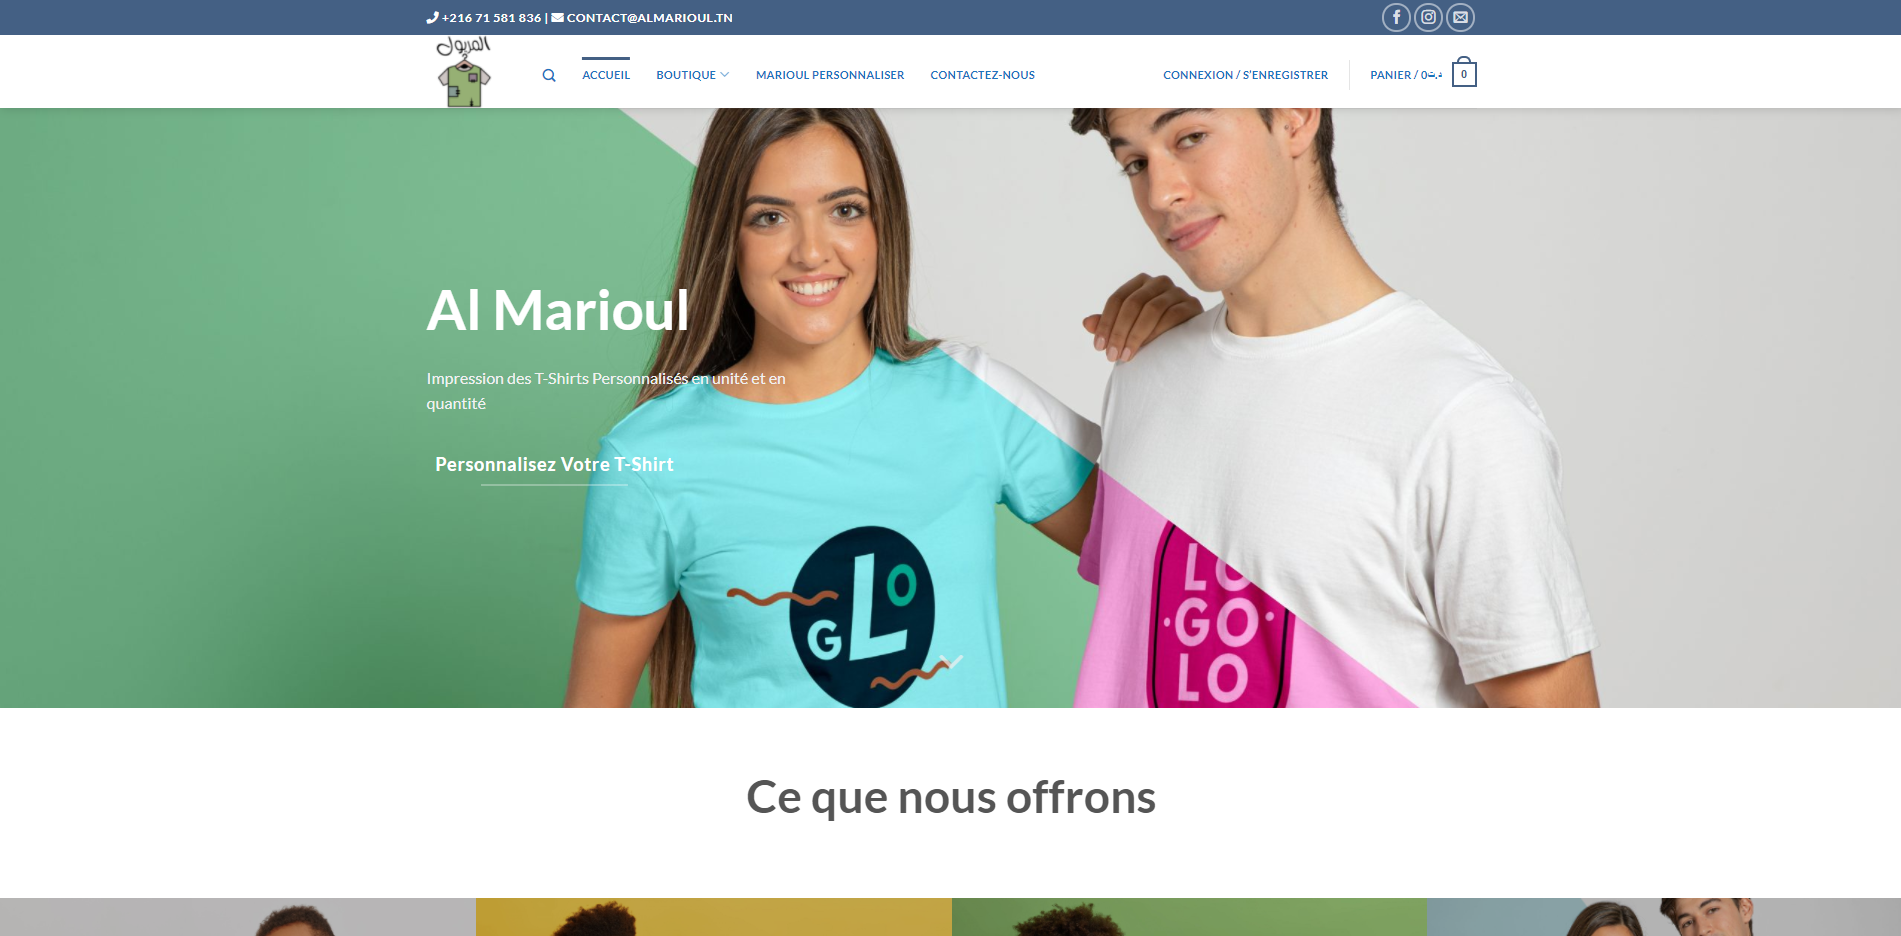 +216 71 581 836 | CONTACT@ALMARIOUL.TN
المريول
ACCUEIL
BOUTIQUE
MARIOUL PERSONNALISER
CONTACTEZ-NOUS
CONNEXION / S'ENREGISTRER
PANIER / 0د.ت
0
Al Marioul
Impression des T-Shirts Personnalisés en unité et en
quantité
Personnalisez Votre T-Shirt
LO
G
LO
·GO·
LO
Ce que nous offrons